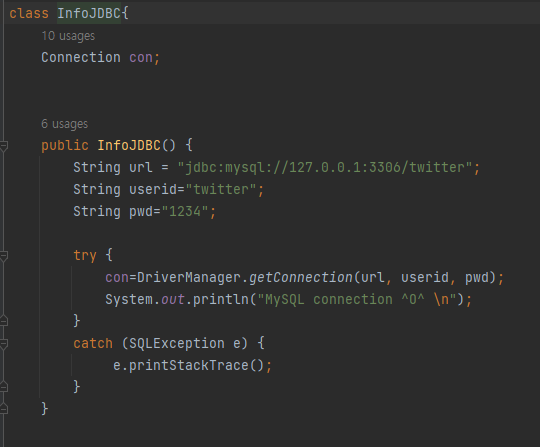 class InfoJDBC{
10 usages
Connection con;
6 usages
public InfoJDBC() {
String url = "jdbc:mysql://127.0.0.1:3306/twitter";
String userid="twitter";
String pwd="1234";
try {
con=DriverManager.getConnection(url, userid, pwd);
System.out.println("MySQL connection ^0^ \n");
}
catch (SQLException e) {
e.printStackTrace();
}
}